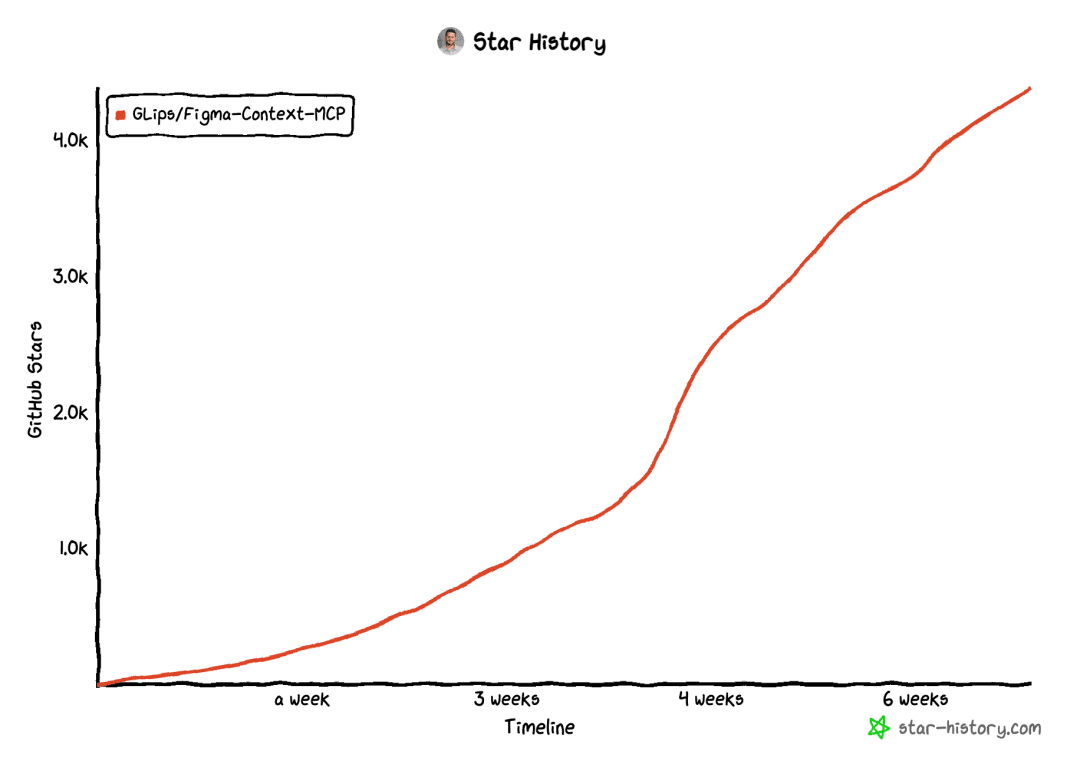 Star History
GLips/Figma-Context-MCP
4.0k
3.0k
2.0k
1.0k
GitHub Stars
a week
3 weeks
4 weeks
6 weeks
Timeline
star-history.com